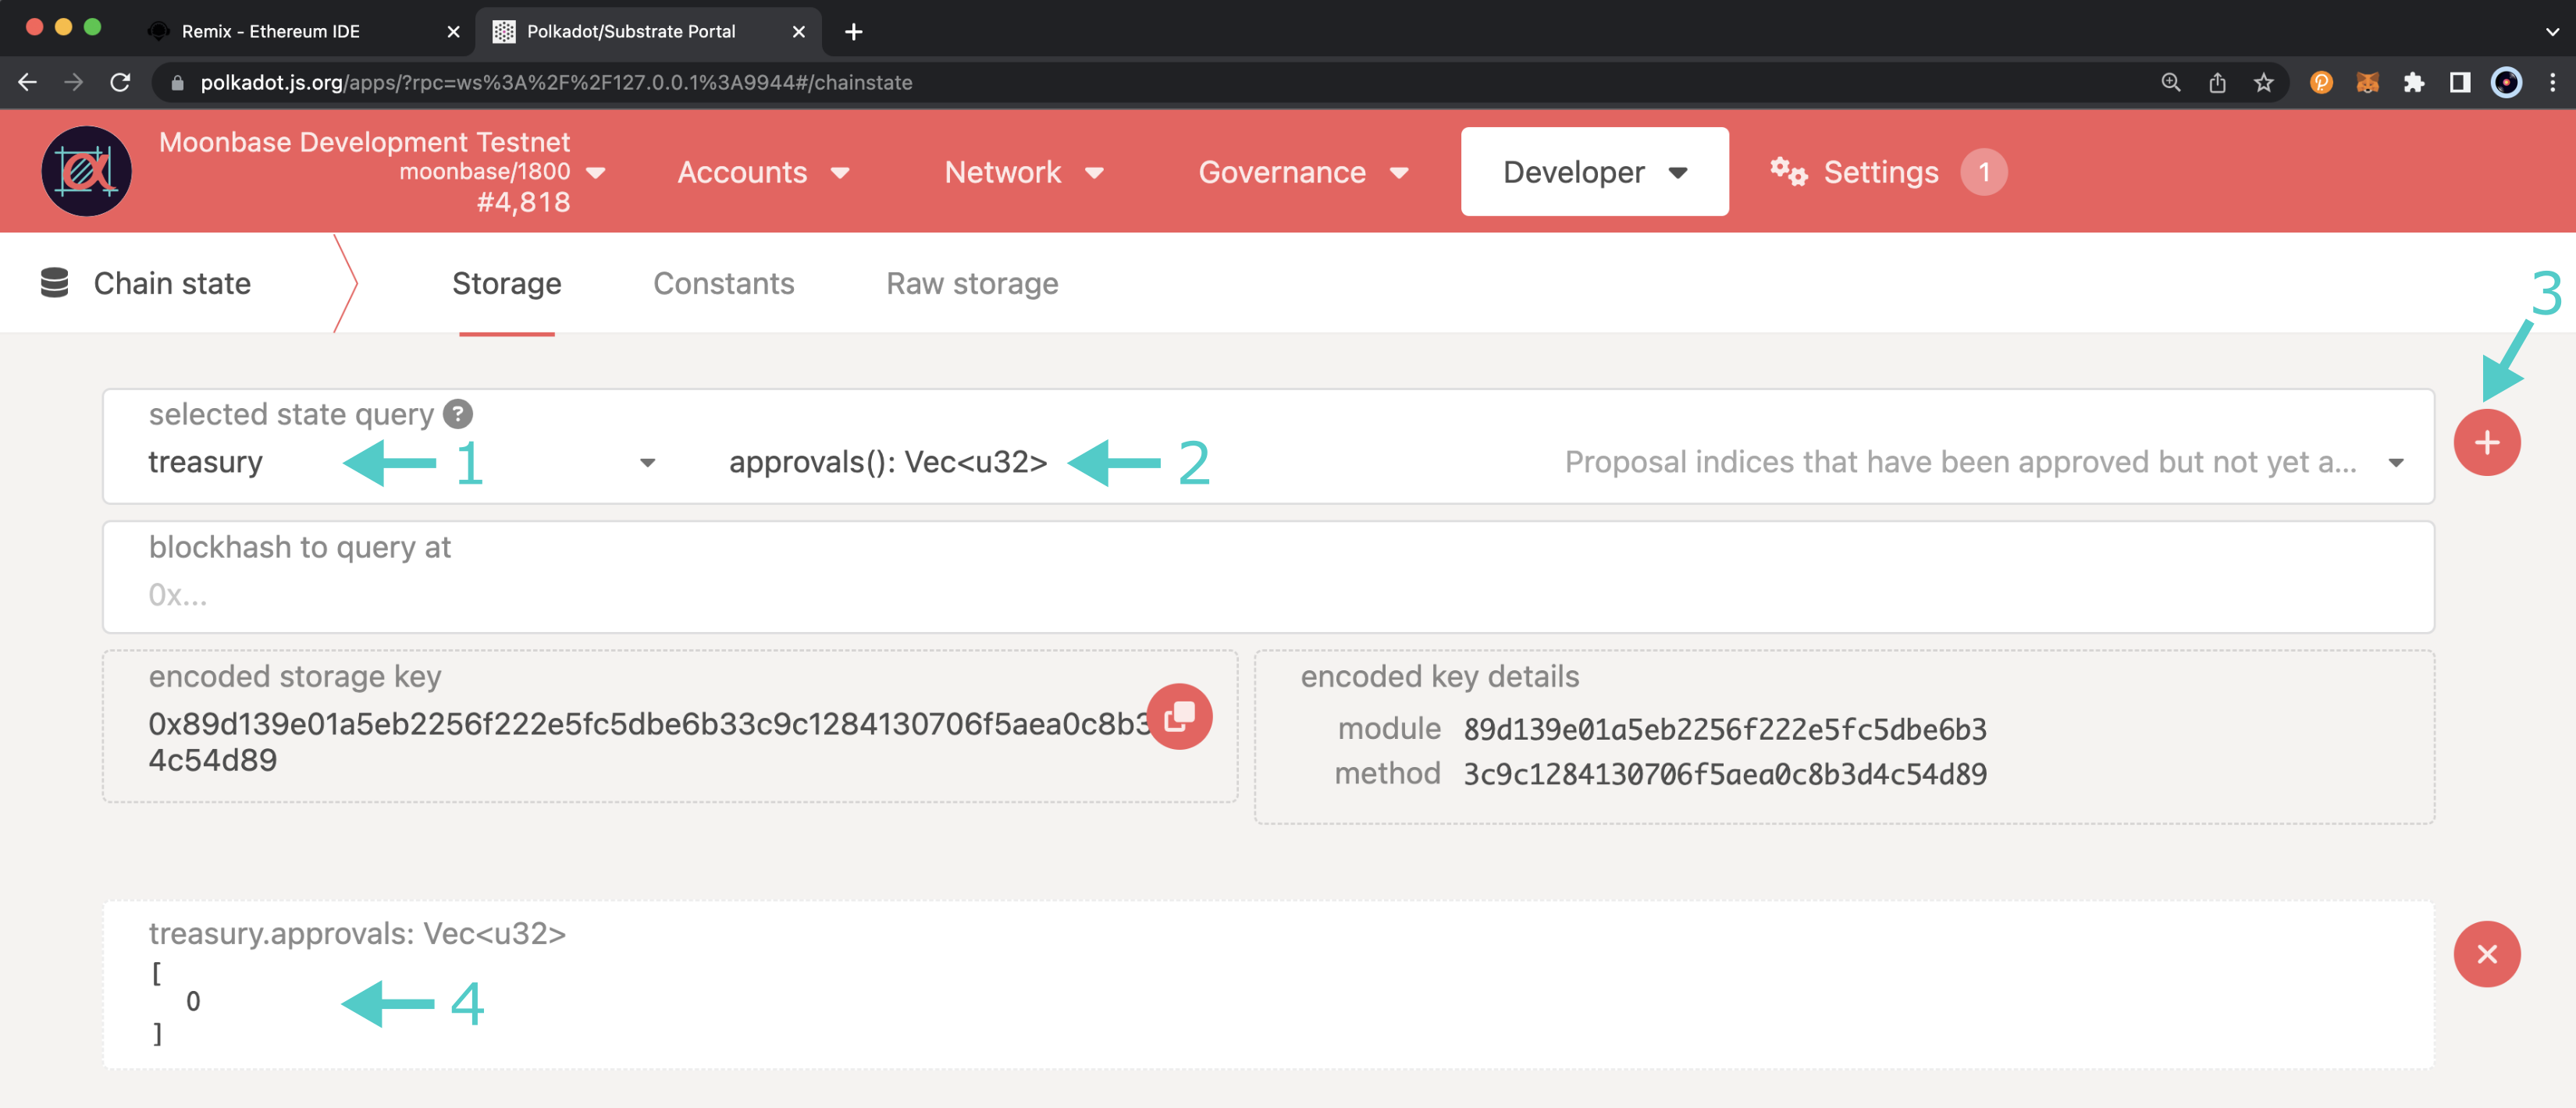 Remix - Ethereum IDE
Polkadot/Substrate Portal
polkadot.js.org/apps/?rpc=ws%3A%2F%2F127.0.0.1%3A9944#/chainstate
Moonbase Development Testnet
moonbase/1800
#4,818
Accounts
Network
Governance
Developer
Settings
1
Chain state
Storage
Constants
Raw storage
3
selected state query ?
treasury
1
approvals(): Vec<u32>
2
Proposal indices that have been approved but not yet a...
blockhash to query at
0x...
encoded storage key
0x89d139e01a5eb2256f222e5fc5dbe6b33c9c1284130706f5aea0c8b3
4c54d89
encoded key details
module 89d139e01a5eb2256f222e5fc5dbe6b3
method 3c9c1284130706f5aea0c8b3d4c54d89
treasury.approvals: Vec<u32>
[
0
4
]